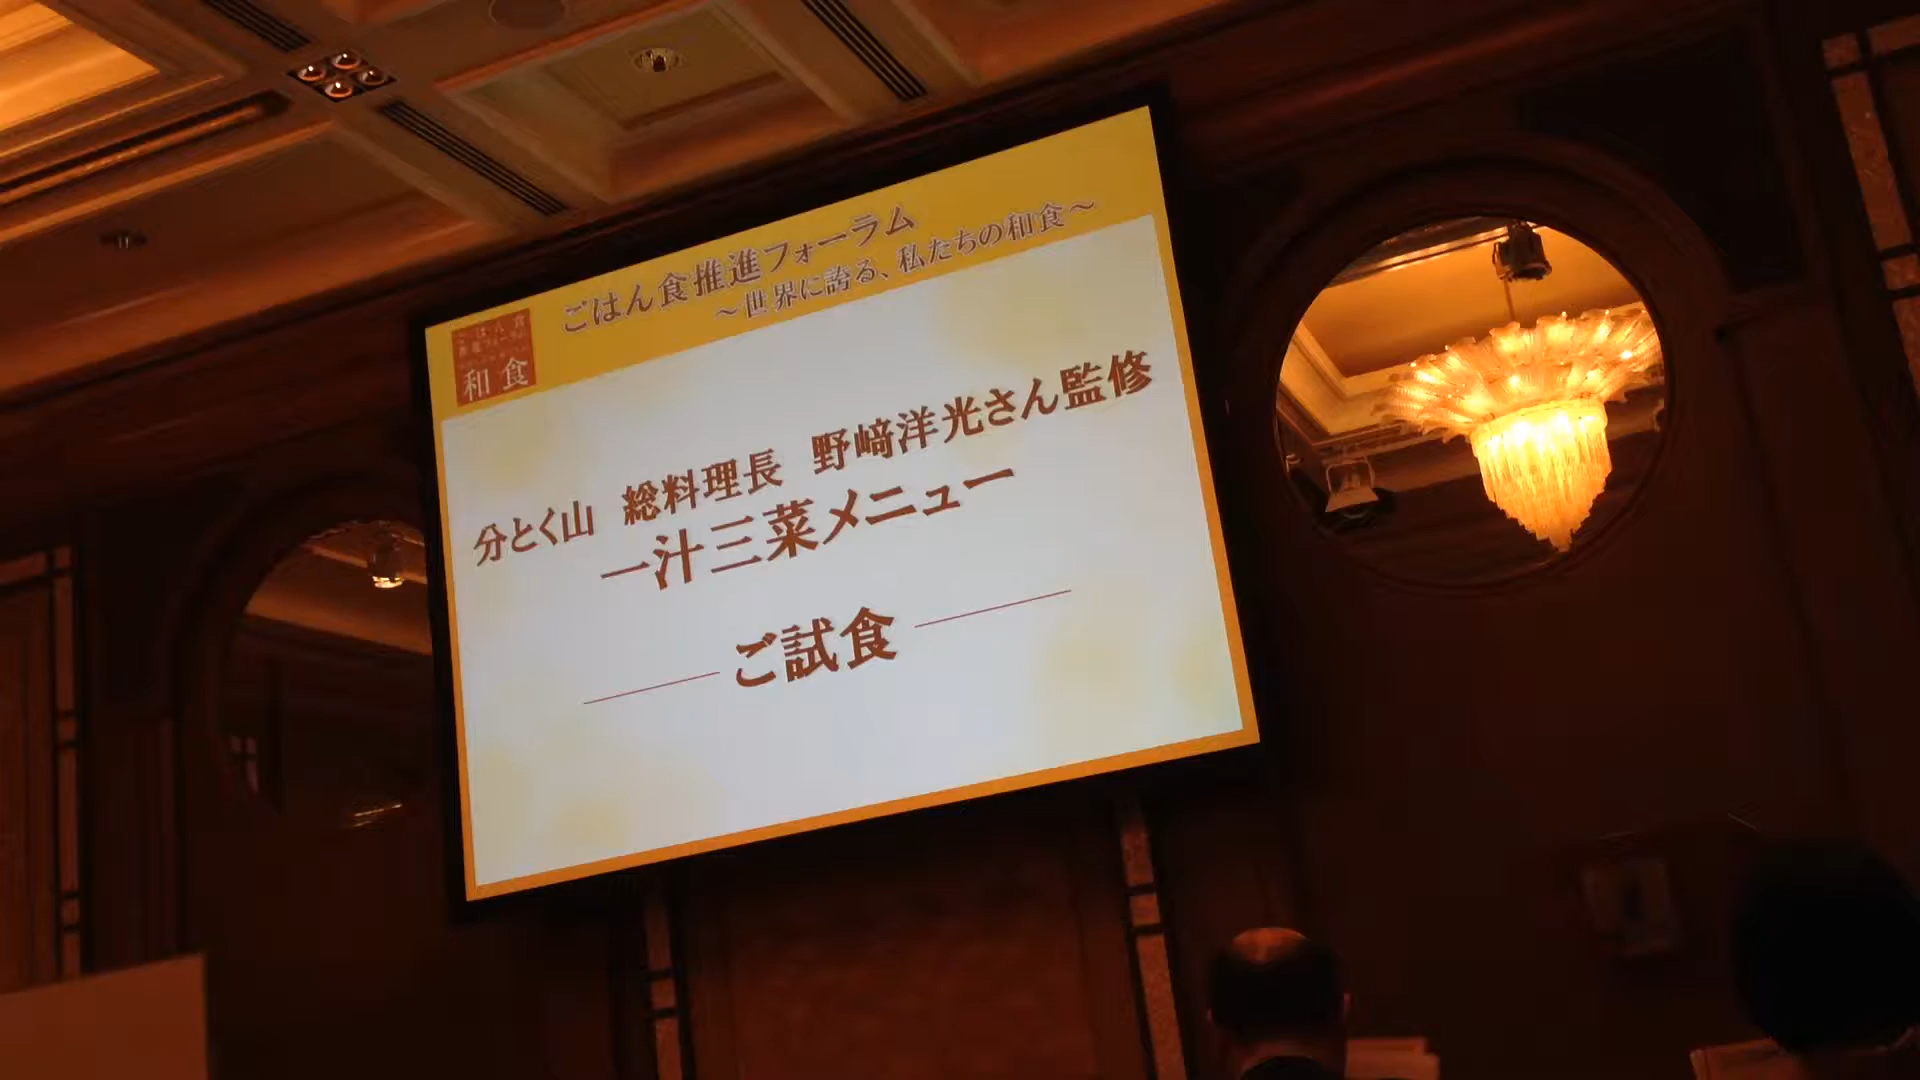 ごはん食推進フォーラム
～世界に誇る、私たちの和食～
和食
分とく山 総料理長 野﨑洋光さん監修
一汁三菜メニュー
ご試食